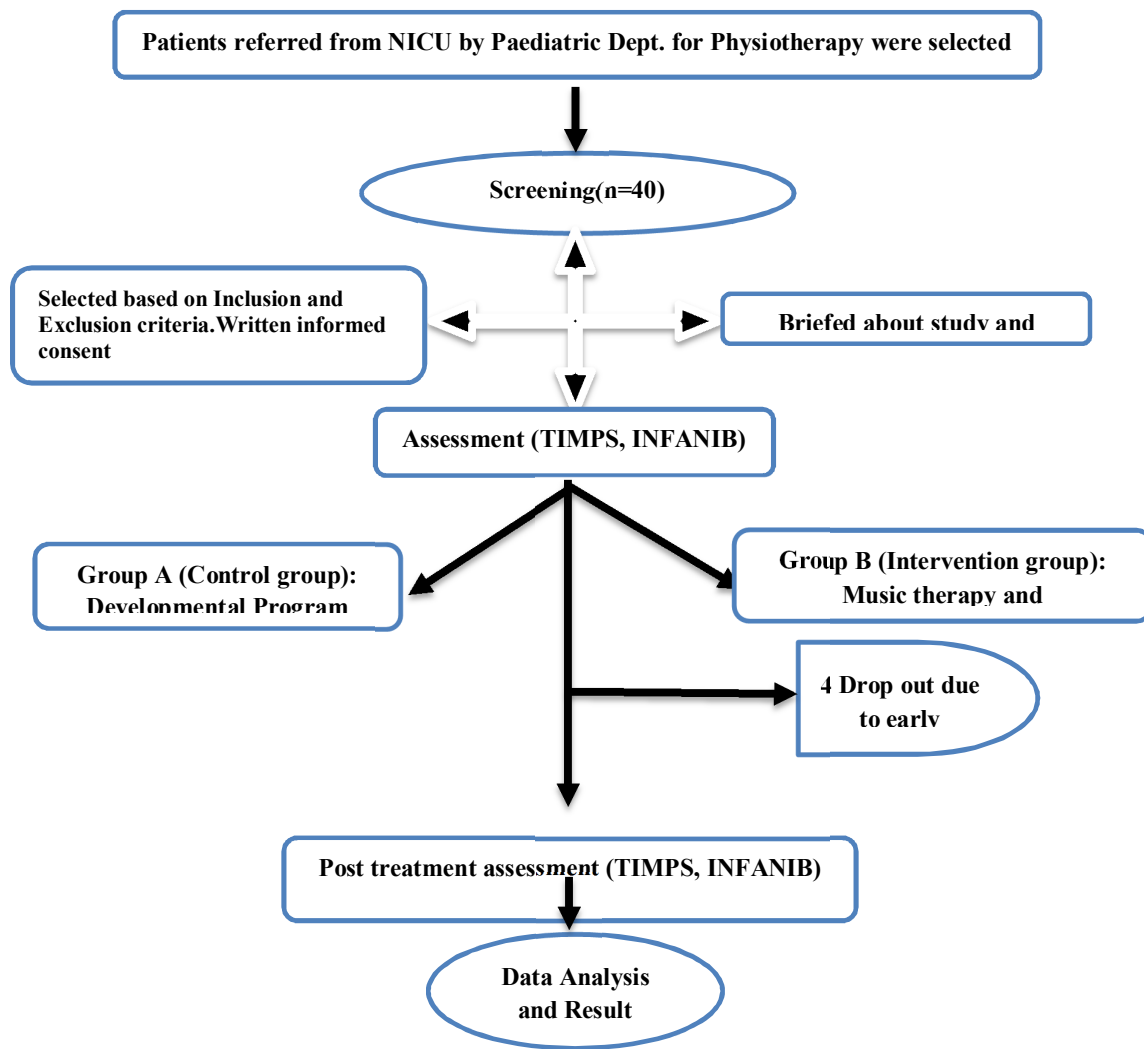 Patients referred from NICU by Paediatric Dept. for Physiotherapy were selected
Screening(n=40)
Selected based on Inclusion and
Exclusion criteria.Written informed
consent
Briefed about study and
Assessment (TIMPS, INFANIB)
Group A (Control group):
Developmental Program
Group B (Intervention group):
Music therapy and
4 Drop out due
to early
Post treatment assessment (TIMPS, INFANIB)
Data Analysis
and Result